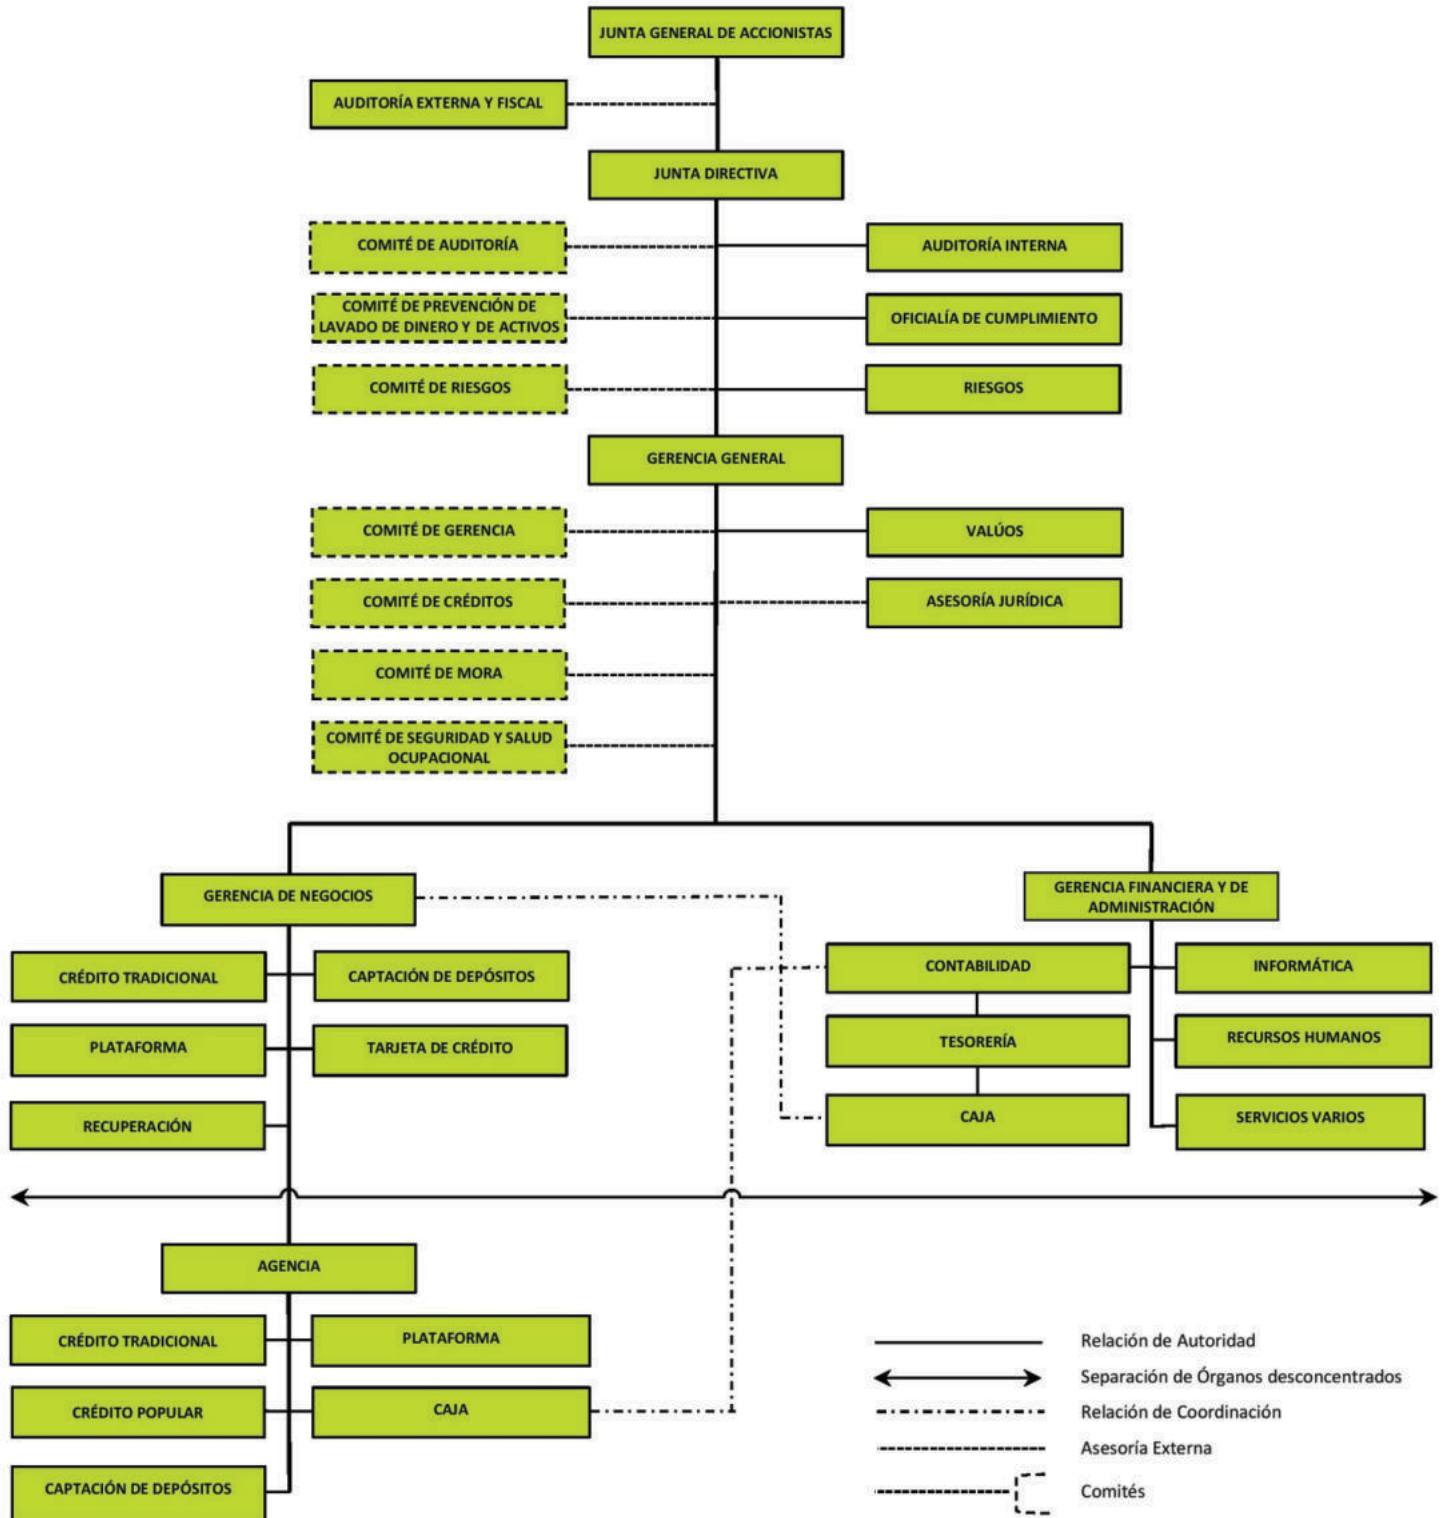 JUNTA GENERAL DE ACCIONISTAS
AUDITORÍA EXTERNA Y FISCAL
JUNTA DIRECTIVA
COMITÉ DE AUDITORÍA
AUDITORÍA INTERNA
COMITÉ DE PREVENCIÓN DE
LAVADO DE DINERO Y DE ACTIVOS
OFICIALÍA DE CUMPLIMIENTO
COMITÉ DE RIESGOS
RIESGOS
GERENCIA GENERAL
COMITÉ DE GERENCIA
VALÚOS
COMITÉ DE CRÉDITOS
ASESORÍA JURÍDICA
COMITÉ DE MORA
COMITÉ DE SEGURIDAD Y SALUD
OCUPACIONAL
GERENCIA DE NEGOCIOS
GERENCIA FINANCIERA Y DE
ADMINISTRACIÓN
CRÉDITO TRADICIONAL
CAPTACIÓN DE DEPÓSITOS
CONTABILIDAD
INFORMÁTICA
PLATAFORMA
TARJETA DE CRÉDITO
TESORERÍA
RECURSOS HUMANOS
RECUPERACIÓN
CAJA
SERVICIOS VARIOS
AGENCIA
CRÉDITO TRADICIONAL
PLATAFORMA
CRÉDITO POPULAR
CAJA
CAPTACIÓN DE DEPÓSITOS
Relación de Autoridad
Separación de Órganos desconcentrados
Relación de Coordinación
Asesoría Externa
Comités